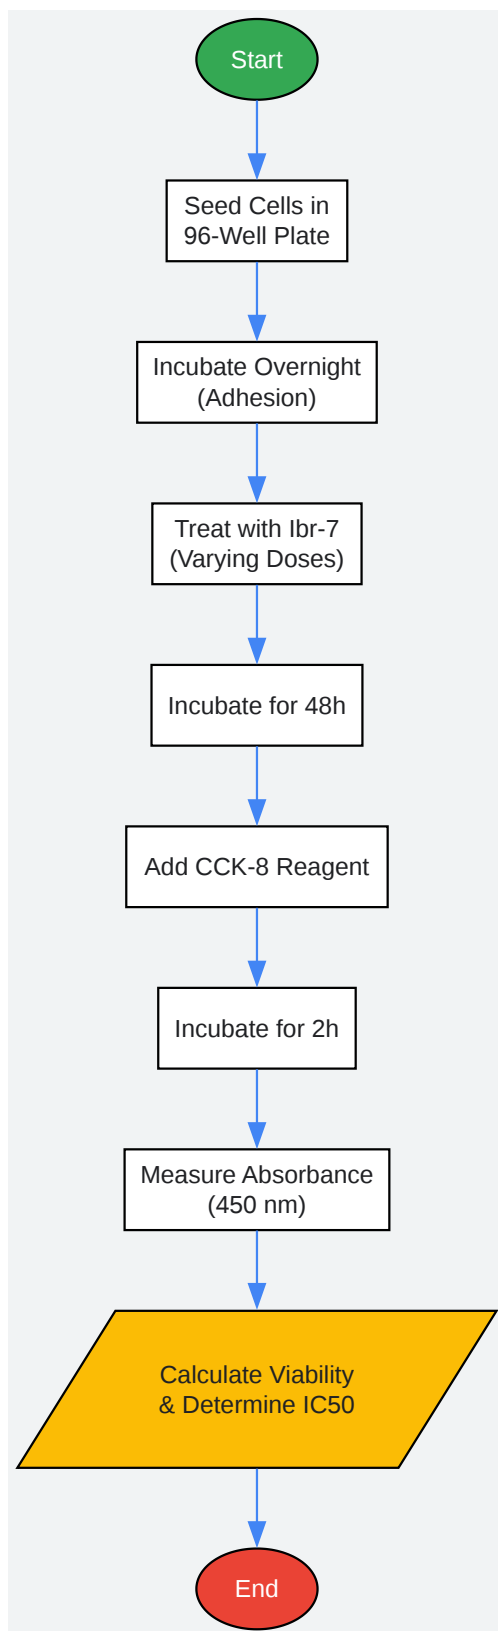 Start
Seed Cells in
96-Well Plate
Incubate Overnight
(Adhesion)
Treat with Ibr-7
(Varying Doses)
Incubate for 48h
Add CCK-8 Reagent
Incubate for 2h
Measure Absorbance
(450 nm)
Calculate Viability
& Determine IC50
End